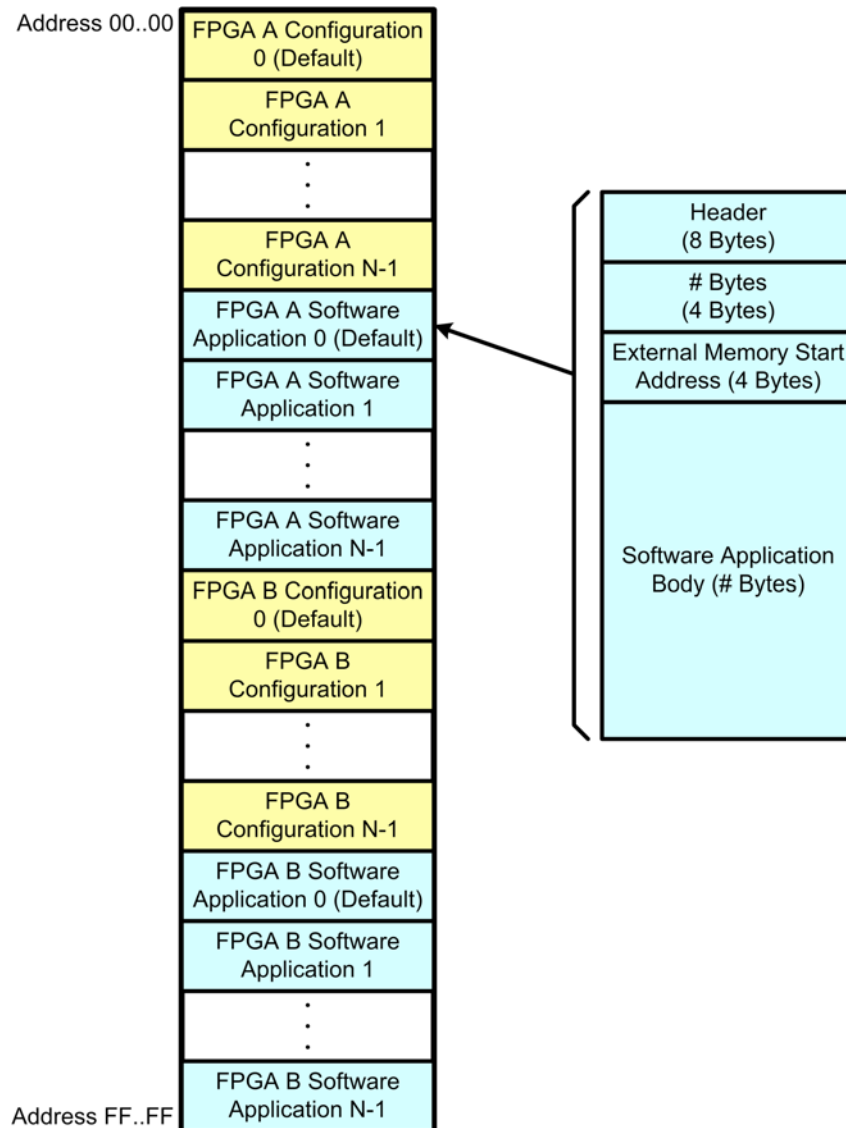 Address 00..00
FPGA A Configuration
0 (Default)
FPGA A
Configuration 1
FPGA A
Configuration N-1
FPGA A Software
Application 0 (Default)
FPGA A Software
Application 1
FPGA A Software
Application N-1
FPGA B Configuration
0 (Default)
FPGA B
Configuration 1
FPGA B
Configuration N-1
FPGA B Software
Application 0 (Default)
FPGA B Software
Application 1
FPGA B Software
Application N-1
Address FF..FF
Header
(8 Bytes)
# Bytes
(4 Bytes)
External Memory Start
Address (4 Bytes)
Software Application
Body (# Bytes)